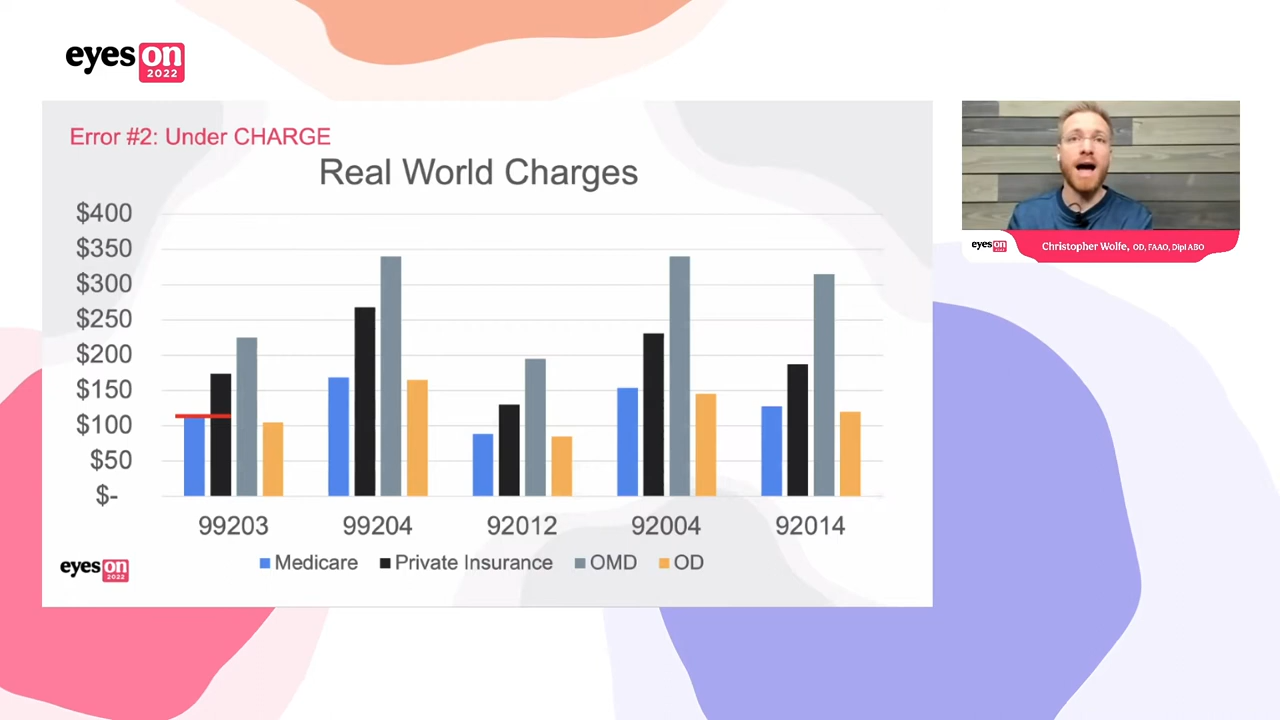 eyes on
2022
Error #2: Under CHARGE
Real World Charges
$400
$350
$300
$250
$200
$150
$100
$50
$-
99203 99204 92012 92004 92014
Medicare Private Insurance OMD OD
eyes on
2022
eyes on
2022
Christopher Wolfe, OD, FAAO, Dipl ABO